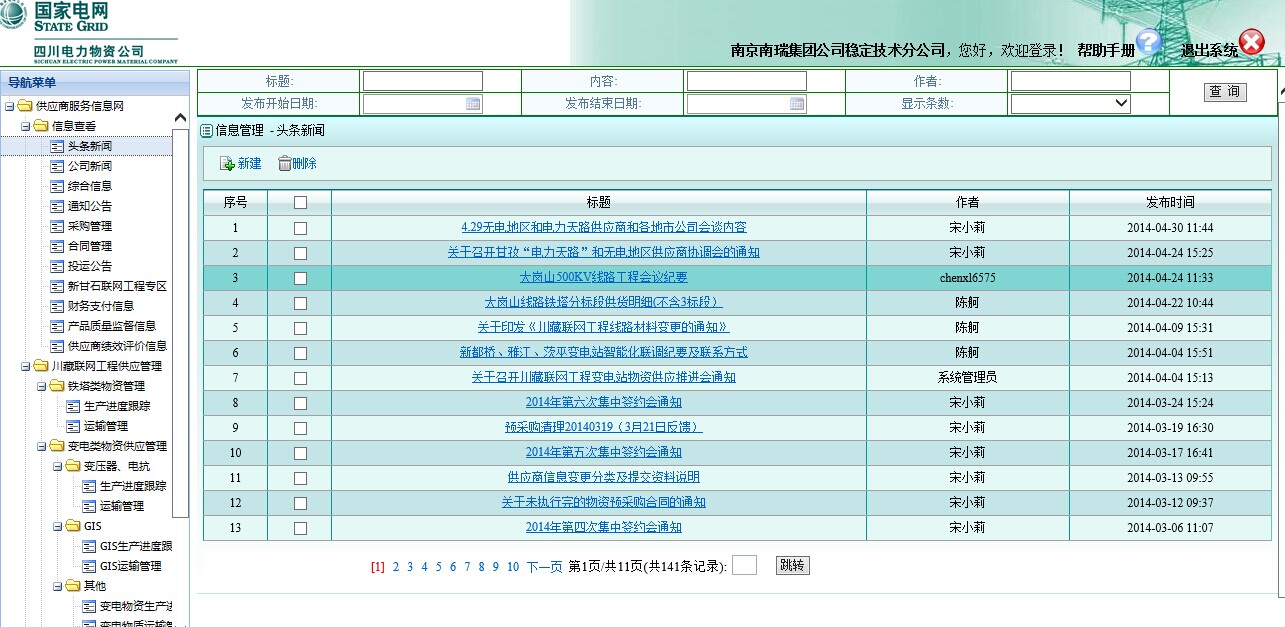 国家电网
STATE GRID
四川电力物资公司
SICHUAN ELECTRIC POWER MATERIAL COMPANY
南京南瑞集团公司稳定技术分公司，您好，欢迎登录！ 帮助手册 退出系统
导航菜单
供应商服务信息网
信息查看
头条新闻
公司新闻
综合信息
通知公告
采购管理
合同管理
投运公告
新甘石联网工程专区
财务支付信息
产品质量监督信息
供应商绩效评价信息
川藏联网工程供应管理
铁塔类物资管理
生产进度跟踪
运输管理
变电类物资供应管理
变压器、电抗
生产进度跟踪
运输管理
GIS
GIS生产进度跟
GIS运输管理
其他
变电物资生产进
变电物质运输管
标题: 内容: 作者:
发布开始日期: 发布结束日期: 显示条数:
查 询
信息管理 - 头条新闻
新建 删除
序号 标题 作者 发布时间
1 4.29无电地区和电力天路供应商和各地市公司会谈内容 宋小莉 2014-04-30 11:44
2 关于召开甘孜“电力天路”和无电地区供应商协调会的通知 宋小莉 2014-04-24 15:25
3 大岗山500KV线路工程会议纪要 chenxl6575 2014-04-24 11:33
4 大岗山线路铁塔分标段供货明细(不含3标段） 陈舸 2014-04-22 10:44
5 关于印发《川藏联网工程线路材料变更的通知》 陈舸 2014-04-09 15:31
6 新都桥、雅江、茨巫变电站智能化联调纪要及联系方式 陈舸 2014-04-04 15:51
7 关于召开川藏联网工程变电站物资供应推进会通知 系统管理员 2014-04-04 15:13
8 2014年第六次集中签约会通知 宋小莉 2014-03-24 15:24
9 预采购清理20140319（3月21日反馈） 宋小莉 2014-03-19 16:30
10 2014年第五次集中签约会通知 宋小莉 2014-03-17 16:41
11 供应商信息变更分类及提交资料说明 宋小莉 2014-03-13 09:55
12 关于未执行完的物资预采购合同的通知 宋小莉 2014-03-12 09:37
13 2014年第四次集中签约会通知 宋小莉 2014-03-06 11:07
[1] 2 3 4 5 6 7 8 9 10 下一页 第1页/共11页(共141条记录): 跳转